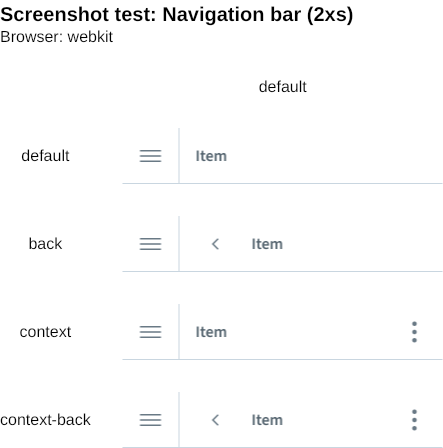 Screenshot test: Navigation bar (2xs)
Browser: webkit
default
default
Item
back
Item
context
Item
context-back
Item